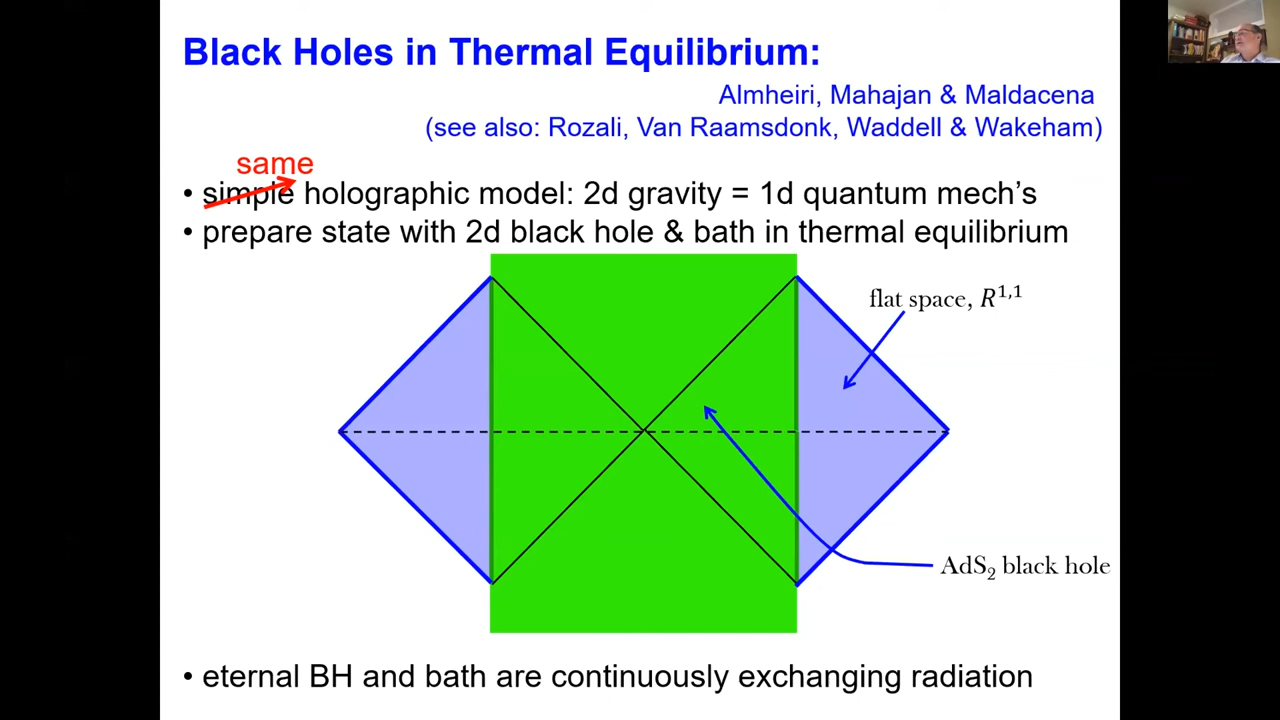 Black Holes in Thermal Equilibrium:
Almheiri, Mahajan & Maldacena
(see also: Rozali, Van Raamsdonk, Waddell & Wakeham)
same
• simple holographic model: 2d gravity = 1d quantum mech's
• prepare state with 2d black hole & bath in thermal equilibrium
flat space, R¹,¹
AdS₂ black hole
• eternal BH and bath are continuously exchanging radiation